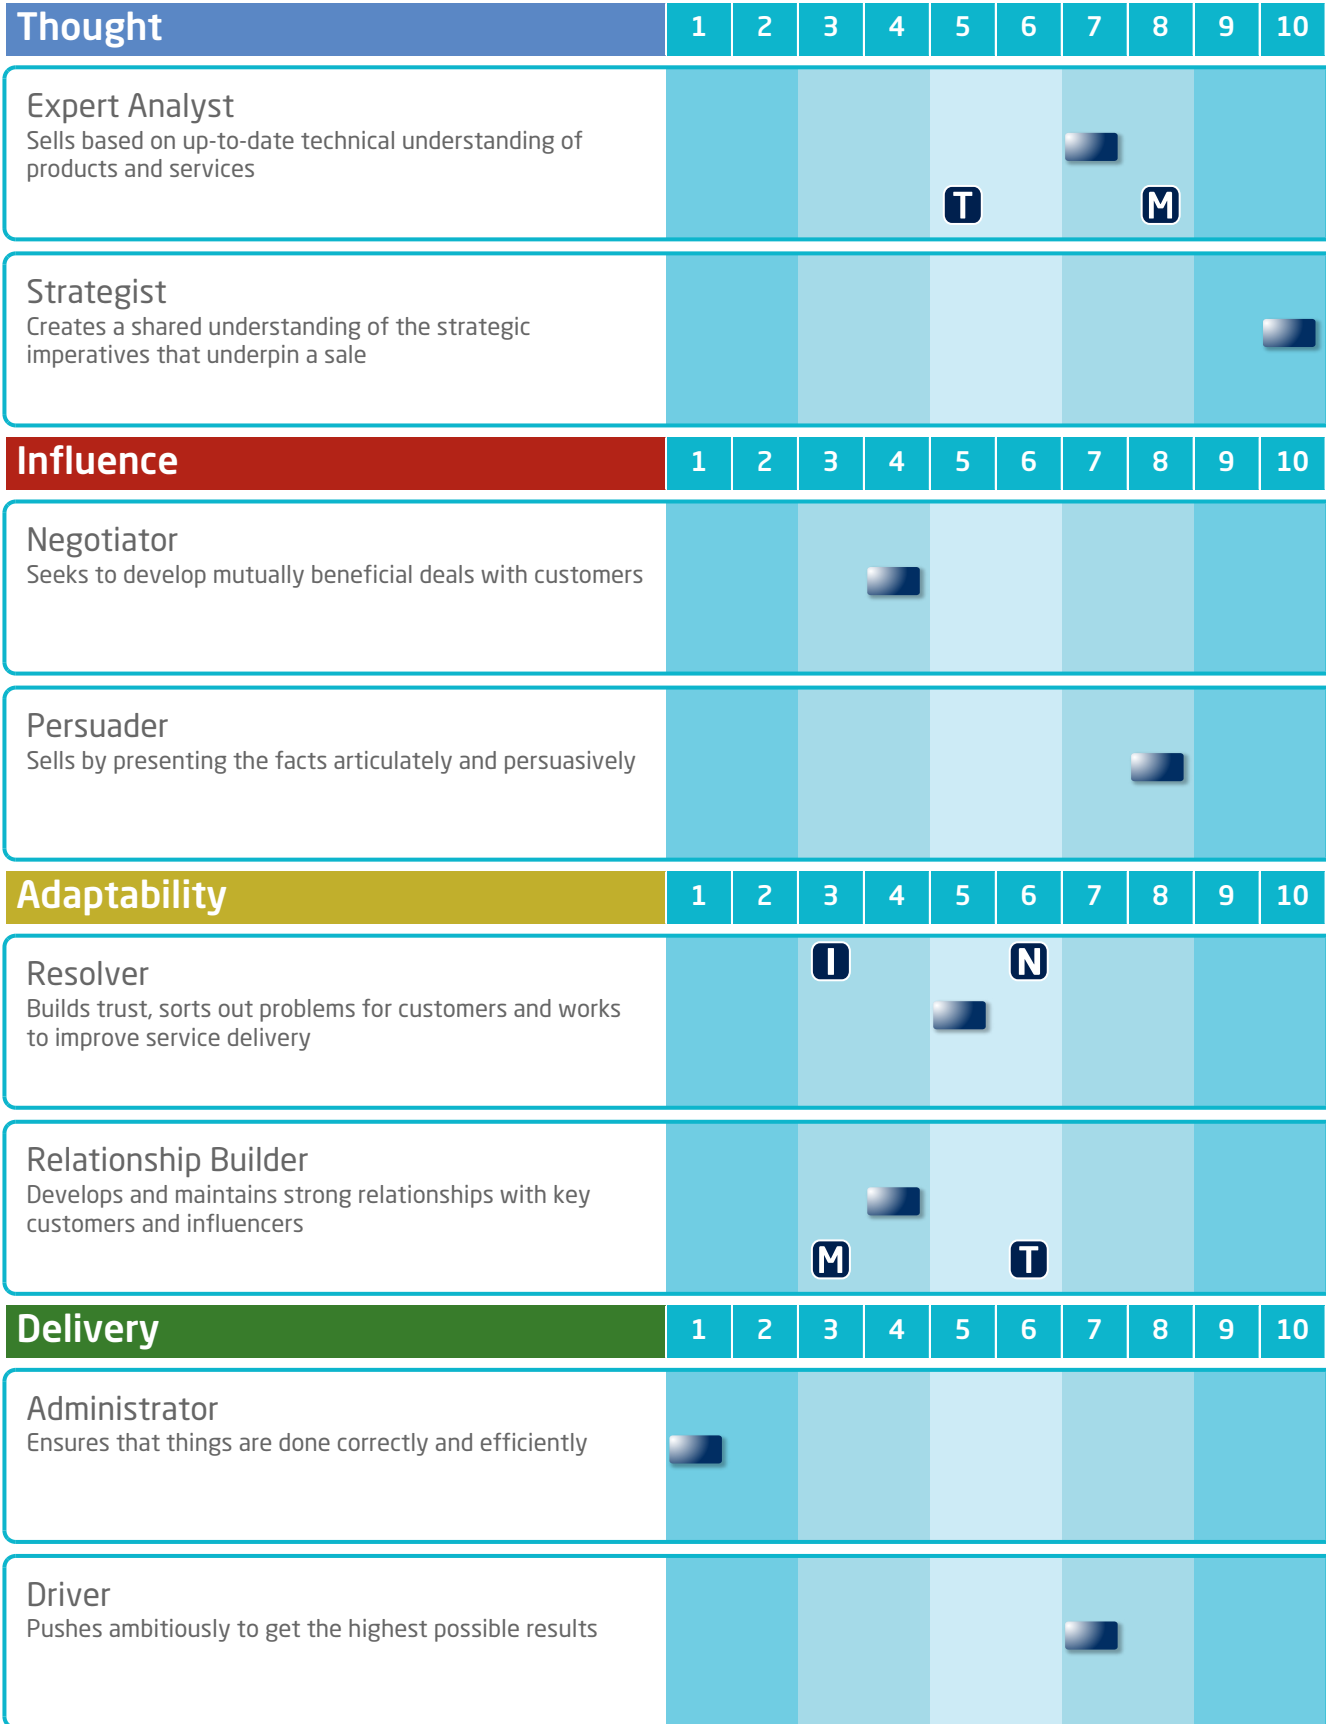 Thought 1 2 3 4 5 6 7 8 9 10
Expert Analyst
Sells based on up-to-date technical understanding of
products and services
T M
Strategist
Creates a shared understanding of the strategic
imperatives that underpin a sale
Influence 1 2 3 4 5 6 7 8 9 10
Negotiator
Seeks to develop mutually beneficial deals with customers
Persuader
Sells by presenting the facts articulately and persuasively
Adaptability 1 2 3 4 5 6 7 8 9 10
I N
Resolver
Builds trust, sorts out problems for customers and works
to improve service delivery
Relationship Builder
Develops and maintains strong relationships with key
customers and influencers
M T
Delivery 1 2 3 4 5 6 7 8 9 10
Administrator
Ensures that things are done correctly and efficiently
Driver
Pushes ambitiously to get the highest possible results